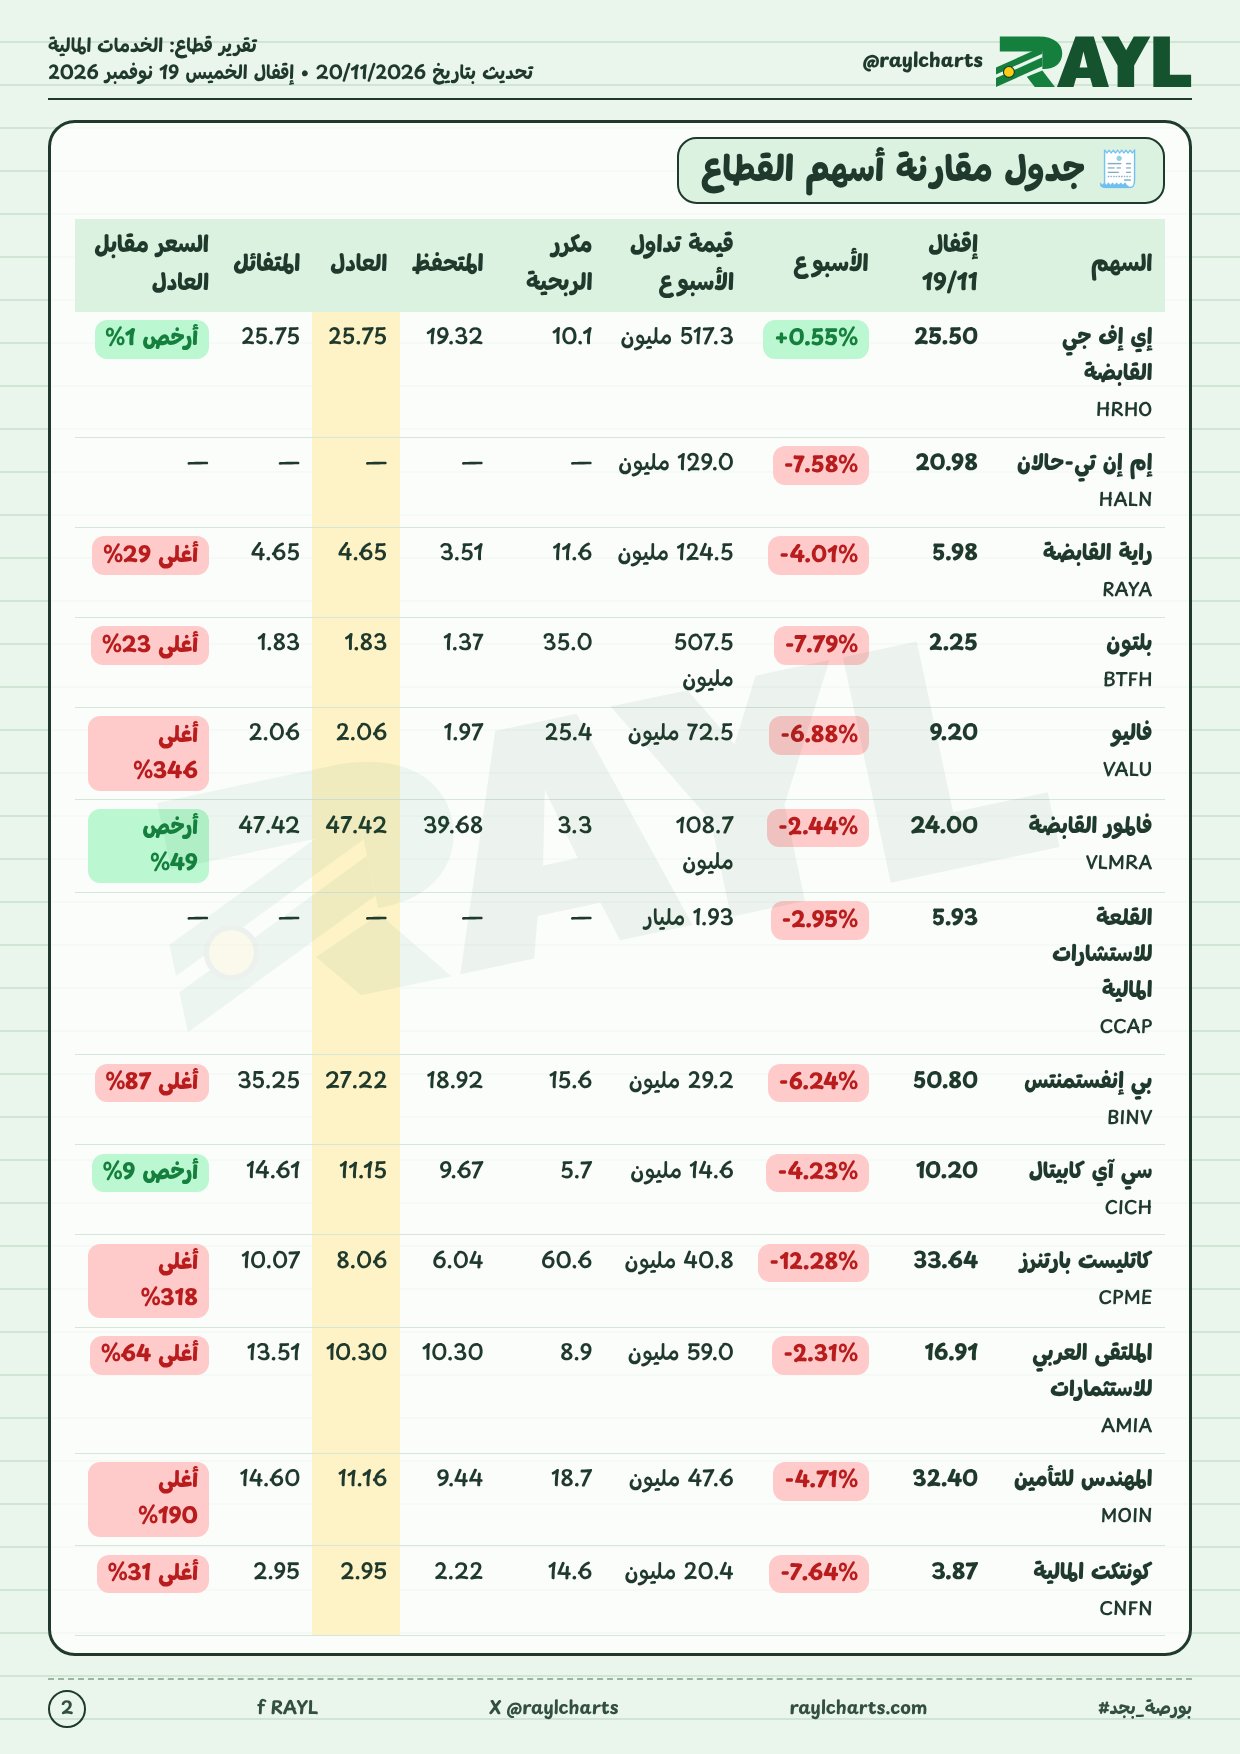 RAYL
@raylcharts
تقرير قطاع: الخدمات المالية
تحديث بتاريخ 20/11/2026 • إقفال الخميس 19 نوفمبر 2026
🧾 جدول مقارنة أسهم القطاع
السهم إقفال 19/11 الأسبوع قيمة تداول الأسبوع مكرر الربحية المتحفظ العادل المتفائل السعر مقابل العادل
إي إف جي القابضة 25.50 +0.55% 517.3 مليون 10.1 19.32 25.75 25.75 أرخص 1%
HRHO
إم إن تي-حالان 20.98 -7.58% 129.0 مليون — — — — —
HALN
راية القابضة 5.98 -4.01% 124.5 مليون 11.6 3.51 4.65 4.65 أغلى 29%
RAYA
بلتون 2.25 -7.79% 507.5 مليون 35.0 1.37 1.83 1.83 أغلى 23%
BTFH
فاليو 9.20 -6.88% 72.5 مليون 25.4 1.97 2.06 2.06 أغلى 346%
VALU
فالمور القابضة 24.00 -2.44% 108.7 مليون 3.3 39.68 47.42 47.42 أرخص 49%
VLMRA
القلعة للاستشارات المالية 5.93 -2.95% 1.93 مليار — — — — —
CCAP
بي إنفستمنتس 50.80 -6.24% 29.2 مليون 15.6 18.92 27.22 35.25 أغلى 87%
BINV
سي آي كابيتال 10.20 -4.23% 14.6 مليون 5.7 9.67 11.15 14.61 أرخص 9%
CICH
كاتليست بارتنرز 33.64 -12.28% 40.8 مليون 60.6 6.04 8.06 10.07 أغلى 318%
CPME
الملتقى العربي للاستثمارات 16.91 -2.31% 59.0 مليون 8.9 10.30 10.30 13.51 أغلى 64%
AMIA
المهندس للتأمين 32.40 -4.71% 47.6 مليون 18.7 9.44 11.16 14.60 أغلى 190%
MOIN
كونتكت المالية 3.87 -7.64% 20.4 مليون 14.6 2.22 2.95 2.95 أغلى 31%
CNFN
RAYL
#بورصة_بجد
raylcharts.com
X @raylcharts
f RAYL
2